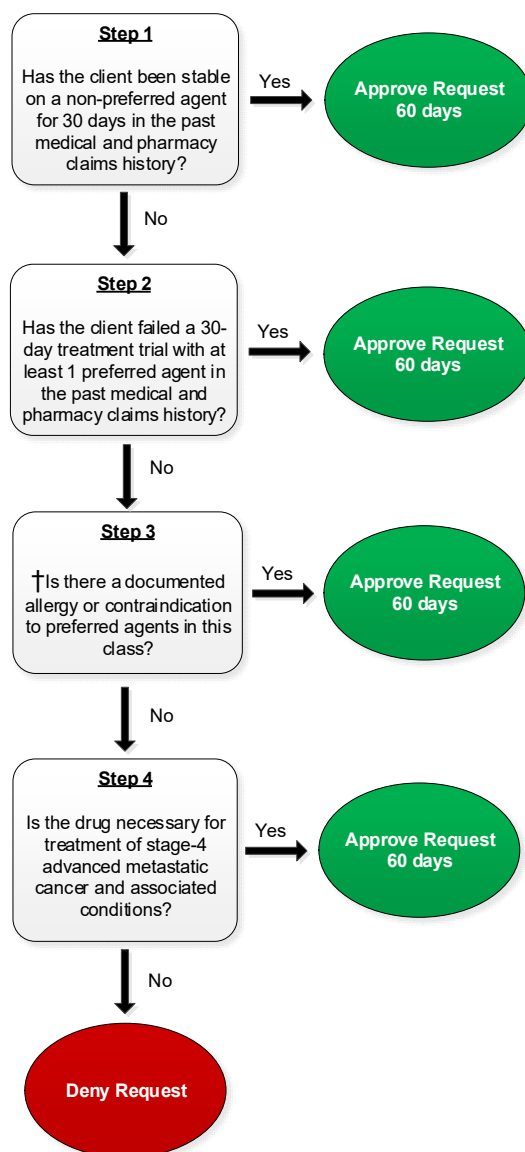 Step 1
Has the client been stable
on a non-preferred agent
for 30 days in the past
medical and pharmacy
claims history?
Yes
Approve Request
60 days
No
Step 2
Has the client failed a 30-
day treatment trial with at
least 1 preferred agent in
the past medical and
pharmacy claims history?
Yes
Approve Request
60 days
No
Step 3
†Is there a documented
allergy or contraindication
to preferred agents in this
class?
Yes
Approve Request
60 days
No
Step 4
Is the drug necessary for
treatment of stage-4
advanced metastatic
cancer and associated
conditions?
Yes
Approve Request
60 days
No
Deny Request